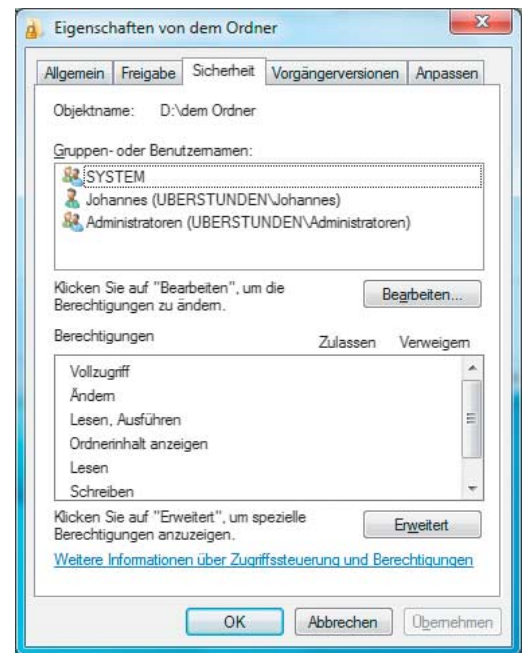 Eigenschaften von dem Ordner
Allgemein Freigabe Sicherheit Vorgängerversionen Anpassen
Objektname: D:\dem Ordner
Gruppen- oder Benutzernamen:
SYSTEM
Johannes (UBERSTUNDEN\Johannes)
Administratoren (UBERSTUNDEN\Administratoren)
Klicken Sie auf "Bearbeiten", um die
Berechtigungen zu ändern.
Bearbeiten...
Berechtigungen Zulassen Verweigern
Vollzugriff
Ändern
Lesen, Ausführen
Ordnerinhalt anzeigen
Lesen
Schreiben
Klicken Sie auf "Erweitert", um spezielle
Berechtigungen anzuzeigen.
Erweitert
Weitere Informationen über Zugriffssteuerung und Berechtigungen
OK Abbrechen Übernehmen